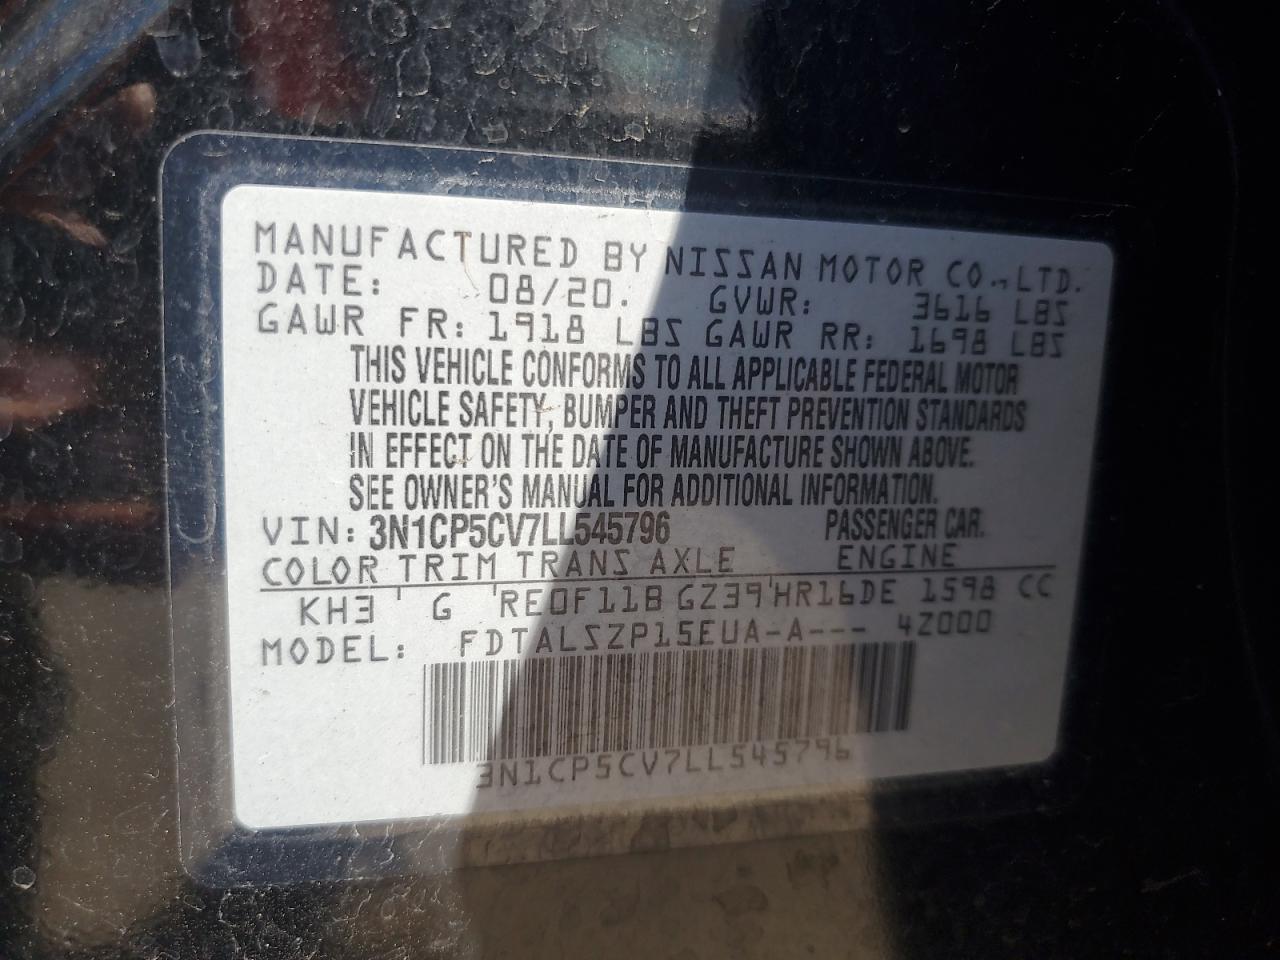 MANUFACTURED BY NISSAN MOTOR CO.,LTD.
DATE: 08/20. GVWR: 3616 LBS
GAWR FR: 1918 LBS GAWR RR: 1698 LBS
THIS VEHICLE CONFORMS TO ALL APPLICABLE FEDERAL MOTOR
VEHICLE SAFETY, BUMPER AND THEFT PREVENTION STANDARDS
IN EFFECT ON THE DATE OF MANUFACTURE SHOWN ABOVE.
SEE OWNER'S MANUAL FOR ADDITIONAL INFORMATION.
VIN: 3N1CP5CV7LL545796 PASSENGER CAR.
COLOR TRIM TRANS AXLE ENGINE
KH3 ' G 'RE0F11B GZ39'HR16DE 1598 CC
MODEL: FDTALSZP15EUA-A--- 4Z000
3N1CP5CV7LL545796